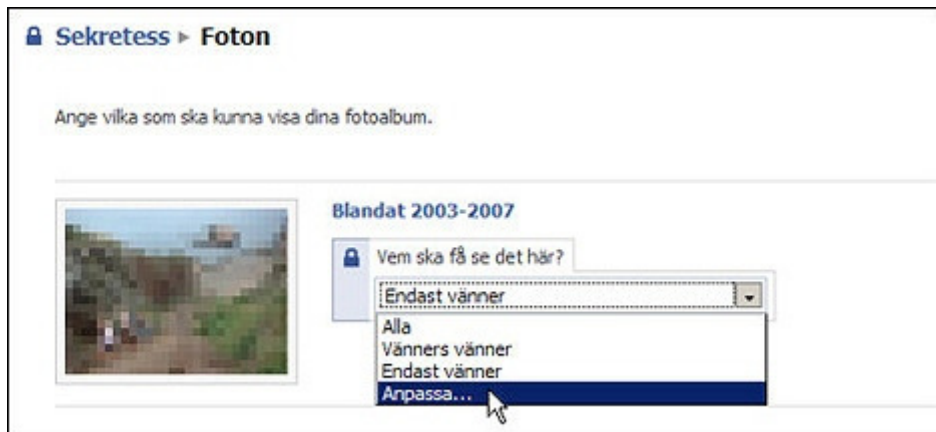 Sekretess ▸ Foton
Ange vilka som ska kunna visa dina fotoalbum.
Blandat 2003-2007
Vem ska få se det här?
Endast vänner
Alla
Vänners vänner
Endast vänner
Anpassa...